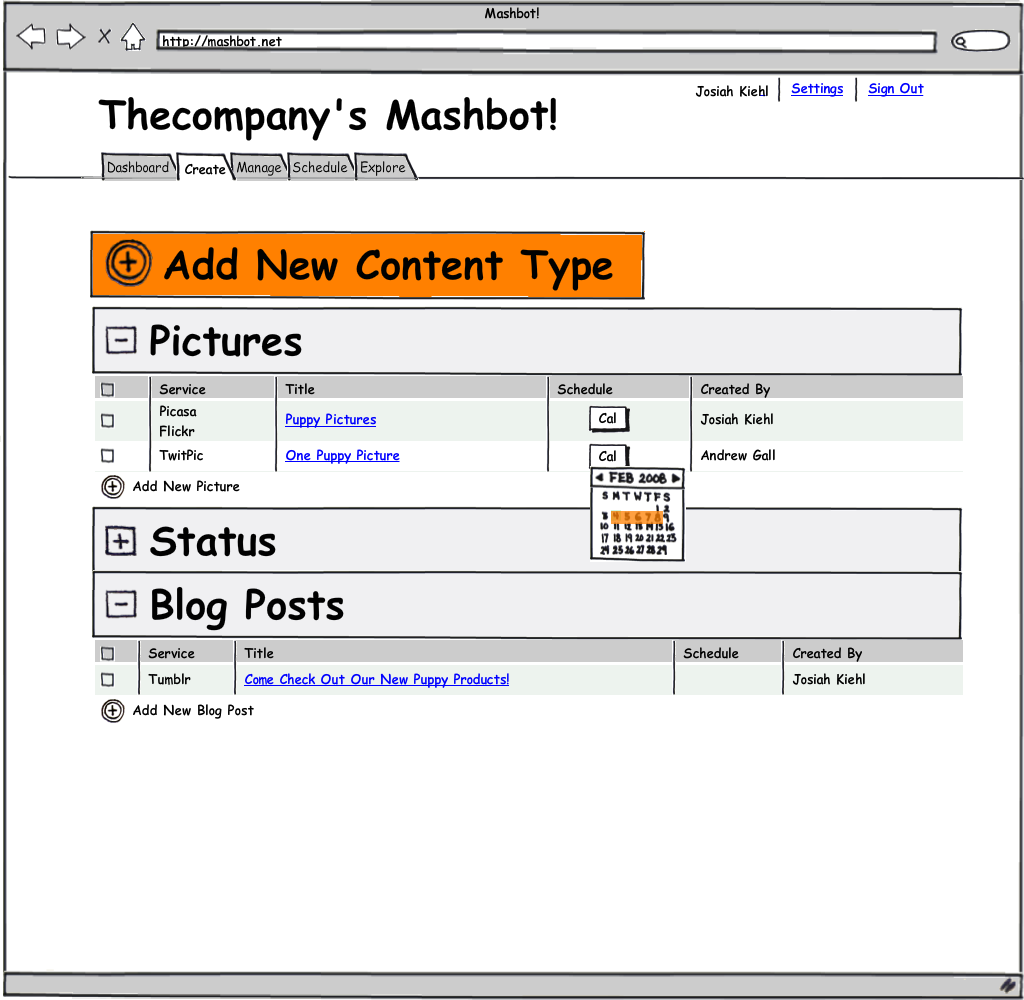 Mashbot!
http://mashbot.net
Josiah Kiehl Settings Sign Out
Thecompany's Mashbot!
Dashboard Create Manage Schedule Explore
Add New Content Type
Pictures
Service Title Schedule Created By
Picasa
Flickr
Puppy Pictures Cal Josiah Kiehl
TwitPic One Puppy Picture Cal Andrew Gall
FEB 2008
S M T W T F S
1 2
3 4 5 6 7 8 9
10 11 12 13 14 15 16
17 18 19 20 21 22 23
24 25 26 27 28 29
Add New Picture
Status
Blog Posts
Service Title Schedule Created By
Tumblr Come Check Out Our New Puppy Products! Josiah Kiehl
Add New Blog Post